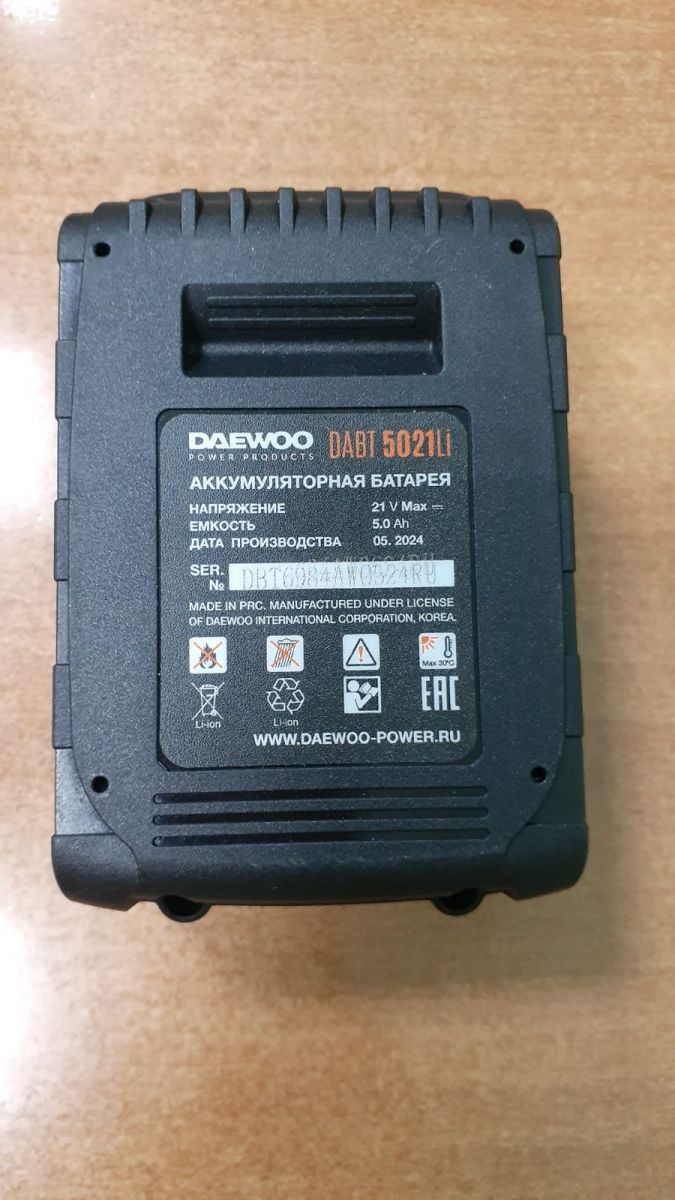 DAEWOO DABT 5021Li
POWER PRODUCTS
АККУМУЛЯТОРНАЯ БАТАРЕЯ
НАПРЯЖЕНИЕ 21 V Max
ЕМКОСТЬ 5.0 Ah
ДАТА ПРОИЗВОДСТВА 05. 2024
SER. № DBT6984AW0524RU
MADE IN PRC. MANUFACTURED UNDER LICENSE
OF DAEWOO INTERNATIONAL CORPORATION, KOREA.
Max 30°C
Li-ion Li-ion EAC
WWW.DAEWOO-POWER.RU